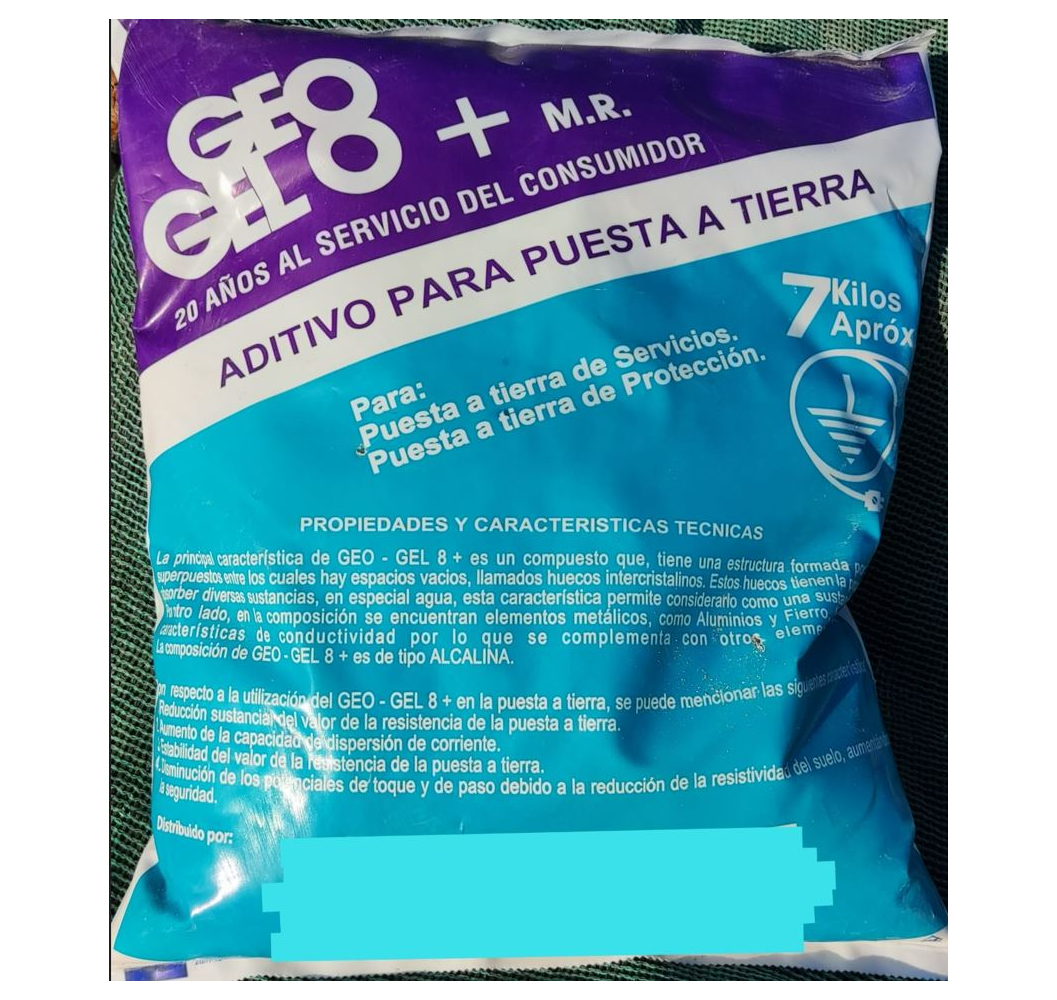 GEO
GEL 8 + M.R.
20 AÑOS AL SERVICIO DEL CONSUMIDOR
ADITIVO PARA PUESTA A TIERRA
7 Kilos
Apróx
Para:
Puesta a tierra de Servicios.
Puesta a tierra de Protección.
PROPIEDADES Y CARACTERISTICAS TECNICAS
La principal característica de GEO - GEL 8 + es un compuesto que, tiene una estructura formada
superpuestos entre los cuales hay espacios vacios, llamados huecos intercristalinos. Estos huecos tienen la
diversas sustancias, en especial agua, esta característica permite considerarlo como una
lado, en la composición se encuentran elementos metálicos, como Aluminios y Fierro
características de conductividad por lo que se complementa con otros
La composición de GEO-GEL 8 + es de tipo ALCALINA.
respecto a la utilización del GEO - GEL 8 + en la puesta a tierra, se puede mencionar las siguientes
Reducción sustancial del valor de la resistencia de la puesta a tierra.
Aumento de la capacidad de dispersión de corriente.
Estabilidad del valor de la resistencia de la puesta a tierra.
4.Disminución de los potenciales de toque y de paso debido a la reducción de la resistividad del suelo,
la seguridad.
Distribuido por: